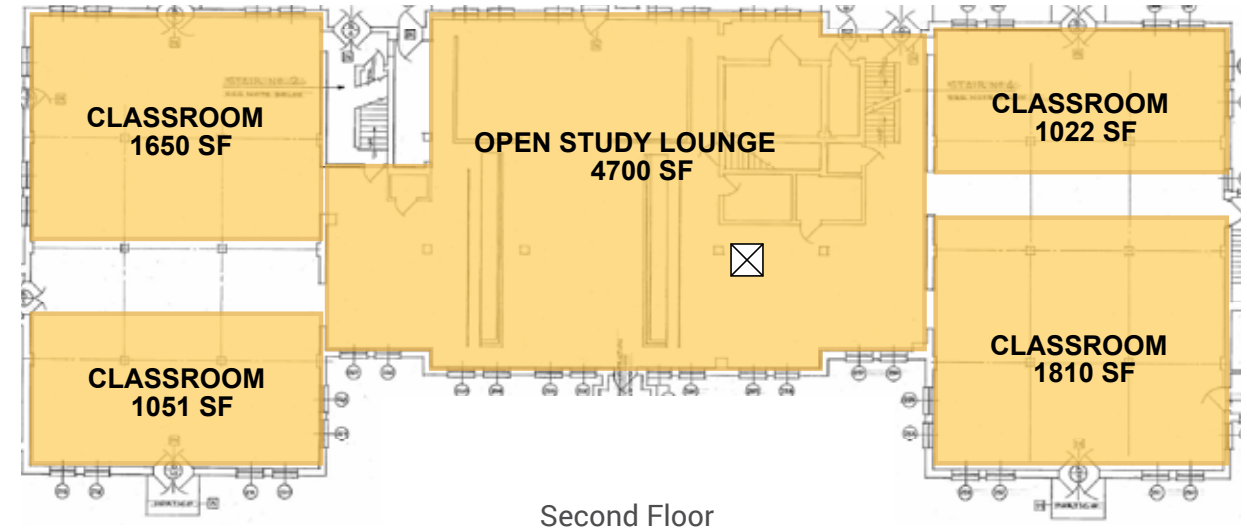 CLASSROOM
1650 SF
OPEN STUDY LOUNGE
4700 SF
CLASSROOM
1022 SF
CLASSROOM
1051 SF
CLASSROOM
1810 SF
Second Floor